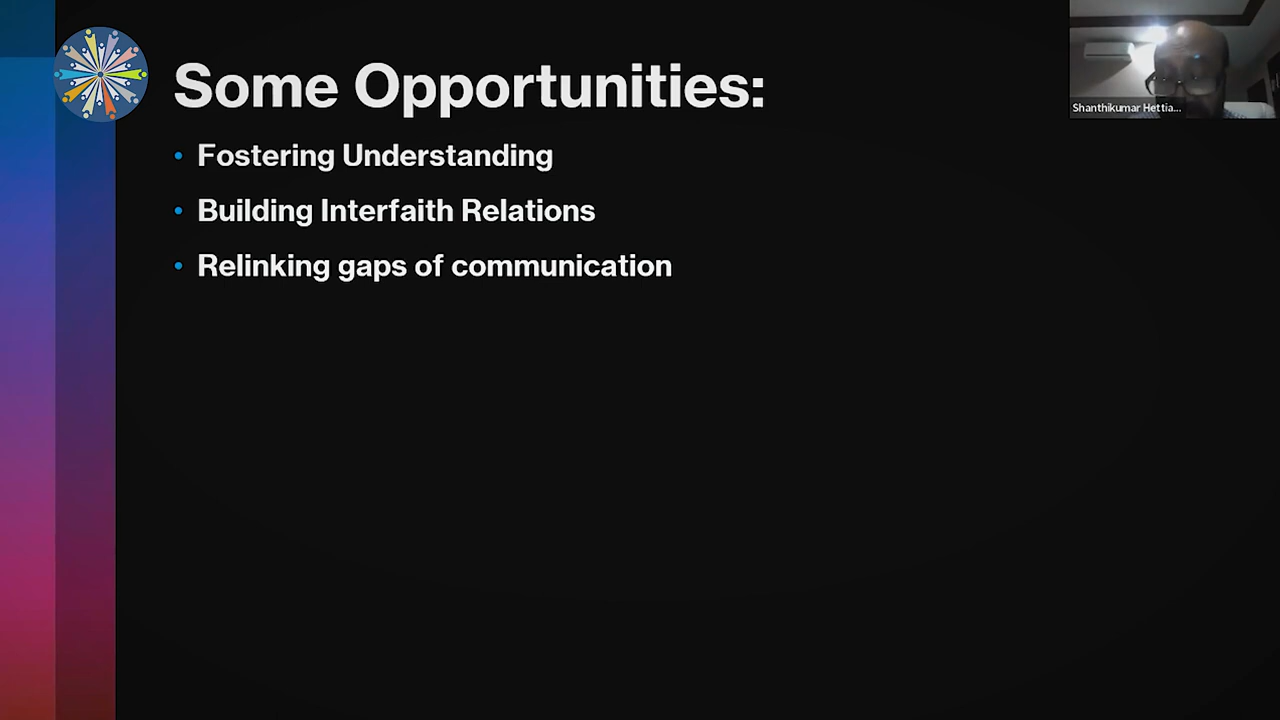 Some Opportunities:
• Fostering Understanding
• Building Interfaith Relations
• Relinking gaps of communication
Shanthikumar Hettia...